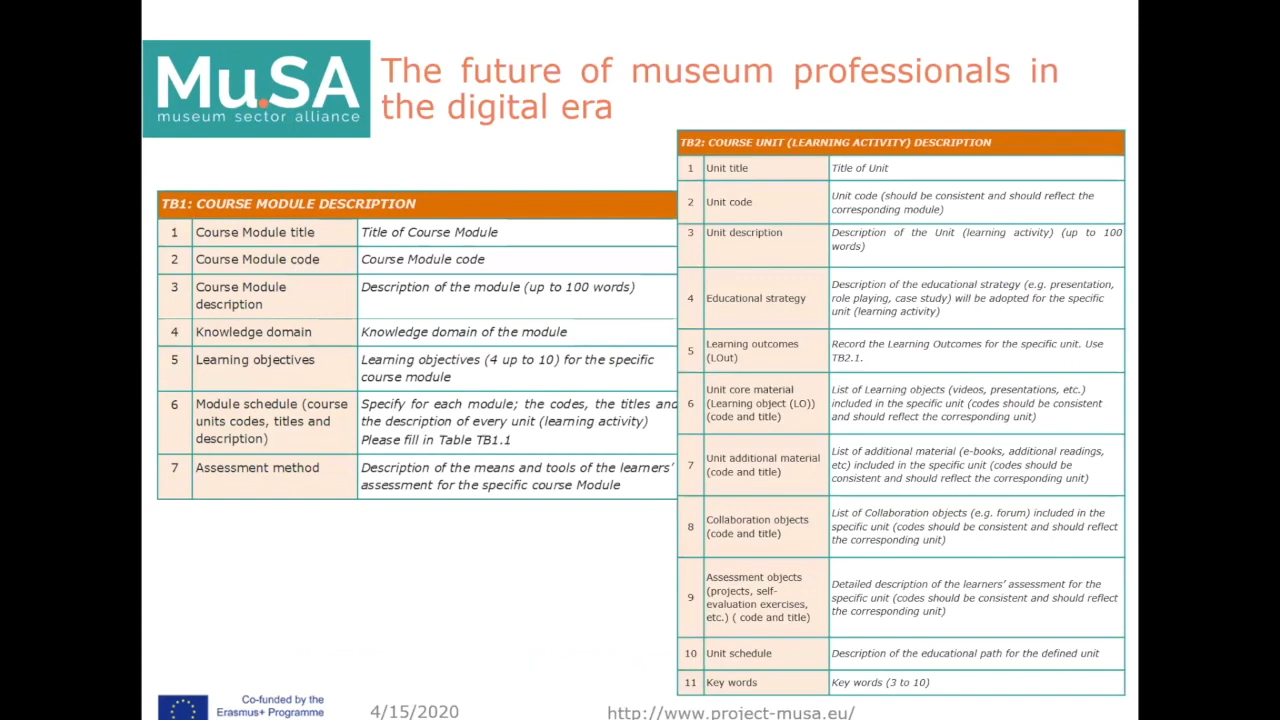 Mu.SA
museum sector alliance
The future of museum professionals in
the digital era
TB1: COURSE MODULE DESCRIPTION
1 Course Module title Title of Course Module
2 Course Module code Course Module code
3 Course Module Description of the module (up to 100 words)
description
4 Knowledge domain Knowledge domain of the module
5 Learning objectives Learning objectives (4 up to 10) for the specific
course module
6 Module schedule (course Specify for each module; the codes, the titles and
units codes, titles and the description of every unit (learning activity)
description) Please fill in Table TB1.1
7 Assessment method Description of the means and tools of the learners'
assessment for the specific course Module
TB2: COURSE UNIT (LEARNING ACTIVITY) DESCRIPTION
1 Unit title Title of Unit
2 Unit code Unit code (should be consistent and should reflect the
corresponding module)
3 Unit description Description of the Unit (learning activity) (up to 100
words)
4 Educational strategy Description of the educational strategy (e.g. presentation,
role playing, case study) will be adopted for the specific
unit (learning activity)
5 Learning outcomes Record the Learning Outcomes for the specific unit. Use
(LOut) TB2.1.
6 Unit core material List of Learning objects (videos, presentations, etc.)
(Learning object (LO)) included in the specific unit (codes should be consistent
(code and title) and should reflect the corresponding unit)
7 Unit additional material List of additional material (e-books, additional readings,
(code and title) etc) included in the specific unit (codes should be
consistent and should reflect the corresponding unit)
8 Collaboration objects List of Collaboration objects (e.g. forum) included in the
(code and title) specific unit (codes should be consistent and should reflect
the corresponding unit)
9 Assessment objects Detailed description of the learners' assessment for the
(projects, self- specific unit (codes should be consistent and should reflect
evaluation exercises, the corresponding unit)
etc.) ( code and title)
10 Unit schedule Description of the educational path for the defined unit
11 Key words Key words (3 to 10)
Co-funded by the
Erasmus+ Programme
4/15/2020
http://www.project-musa.eu/